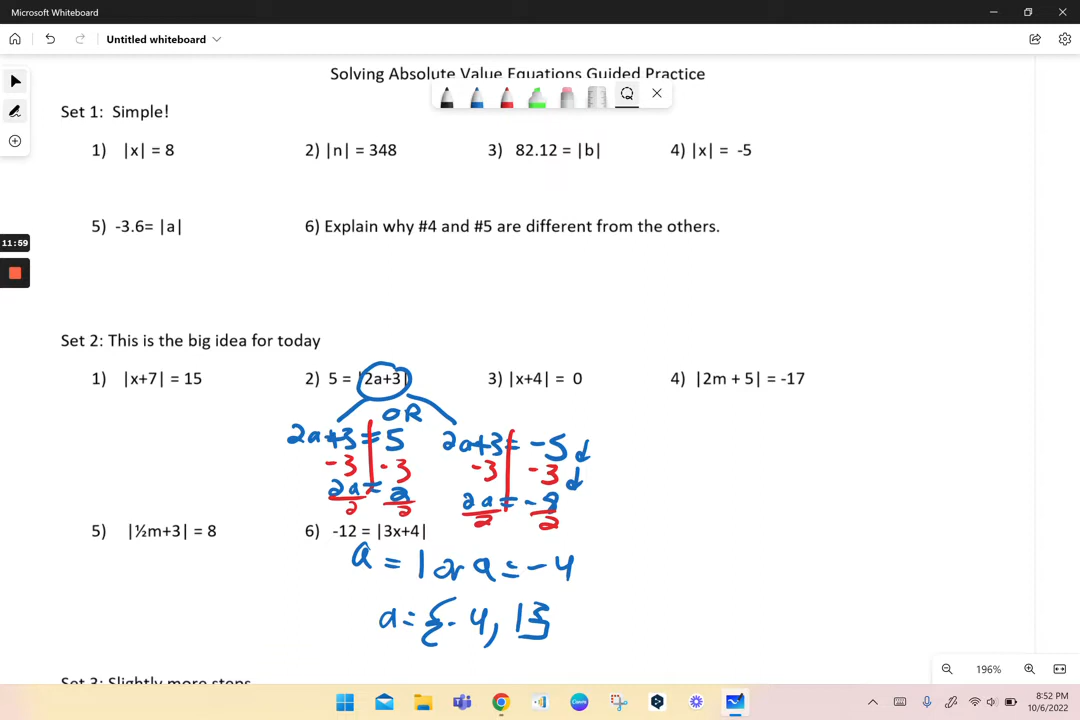 Microsoft Whiteboard
Untitled whiteboard
Solving Absolute Value Equations Guided Practice
Set 1: Simple!
1) |x| = 8 2) |n| = 348 3) 82.12 = |b| 4) |x| = -5
11:59
5) -3.6= |a| 6) Explain why #4 and #5 are different from the others.
Set 2: This is the big idea for today
1) |x+7| = 15 2) 5 = |2a+3| 3) |x+4| = 0 4) |2m + 5| = -17
OR
2a+3 = 5 2a+3 = -5 ↓
-3 -3 -3 -3 ↓
2a = 2 2a = -8
2 2 2 2
5) |½m+3| = 8 6) -12 = |3x+4|
a = 1 or a = -4
a = {-4, 1}
196%
Set 3: Slightly more steps
8:52 PM
10/6/2022